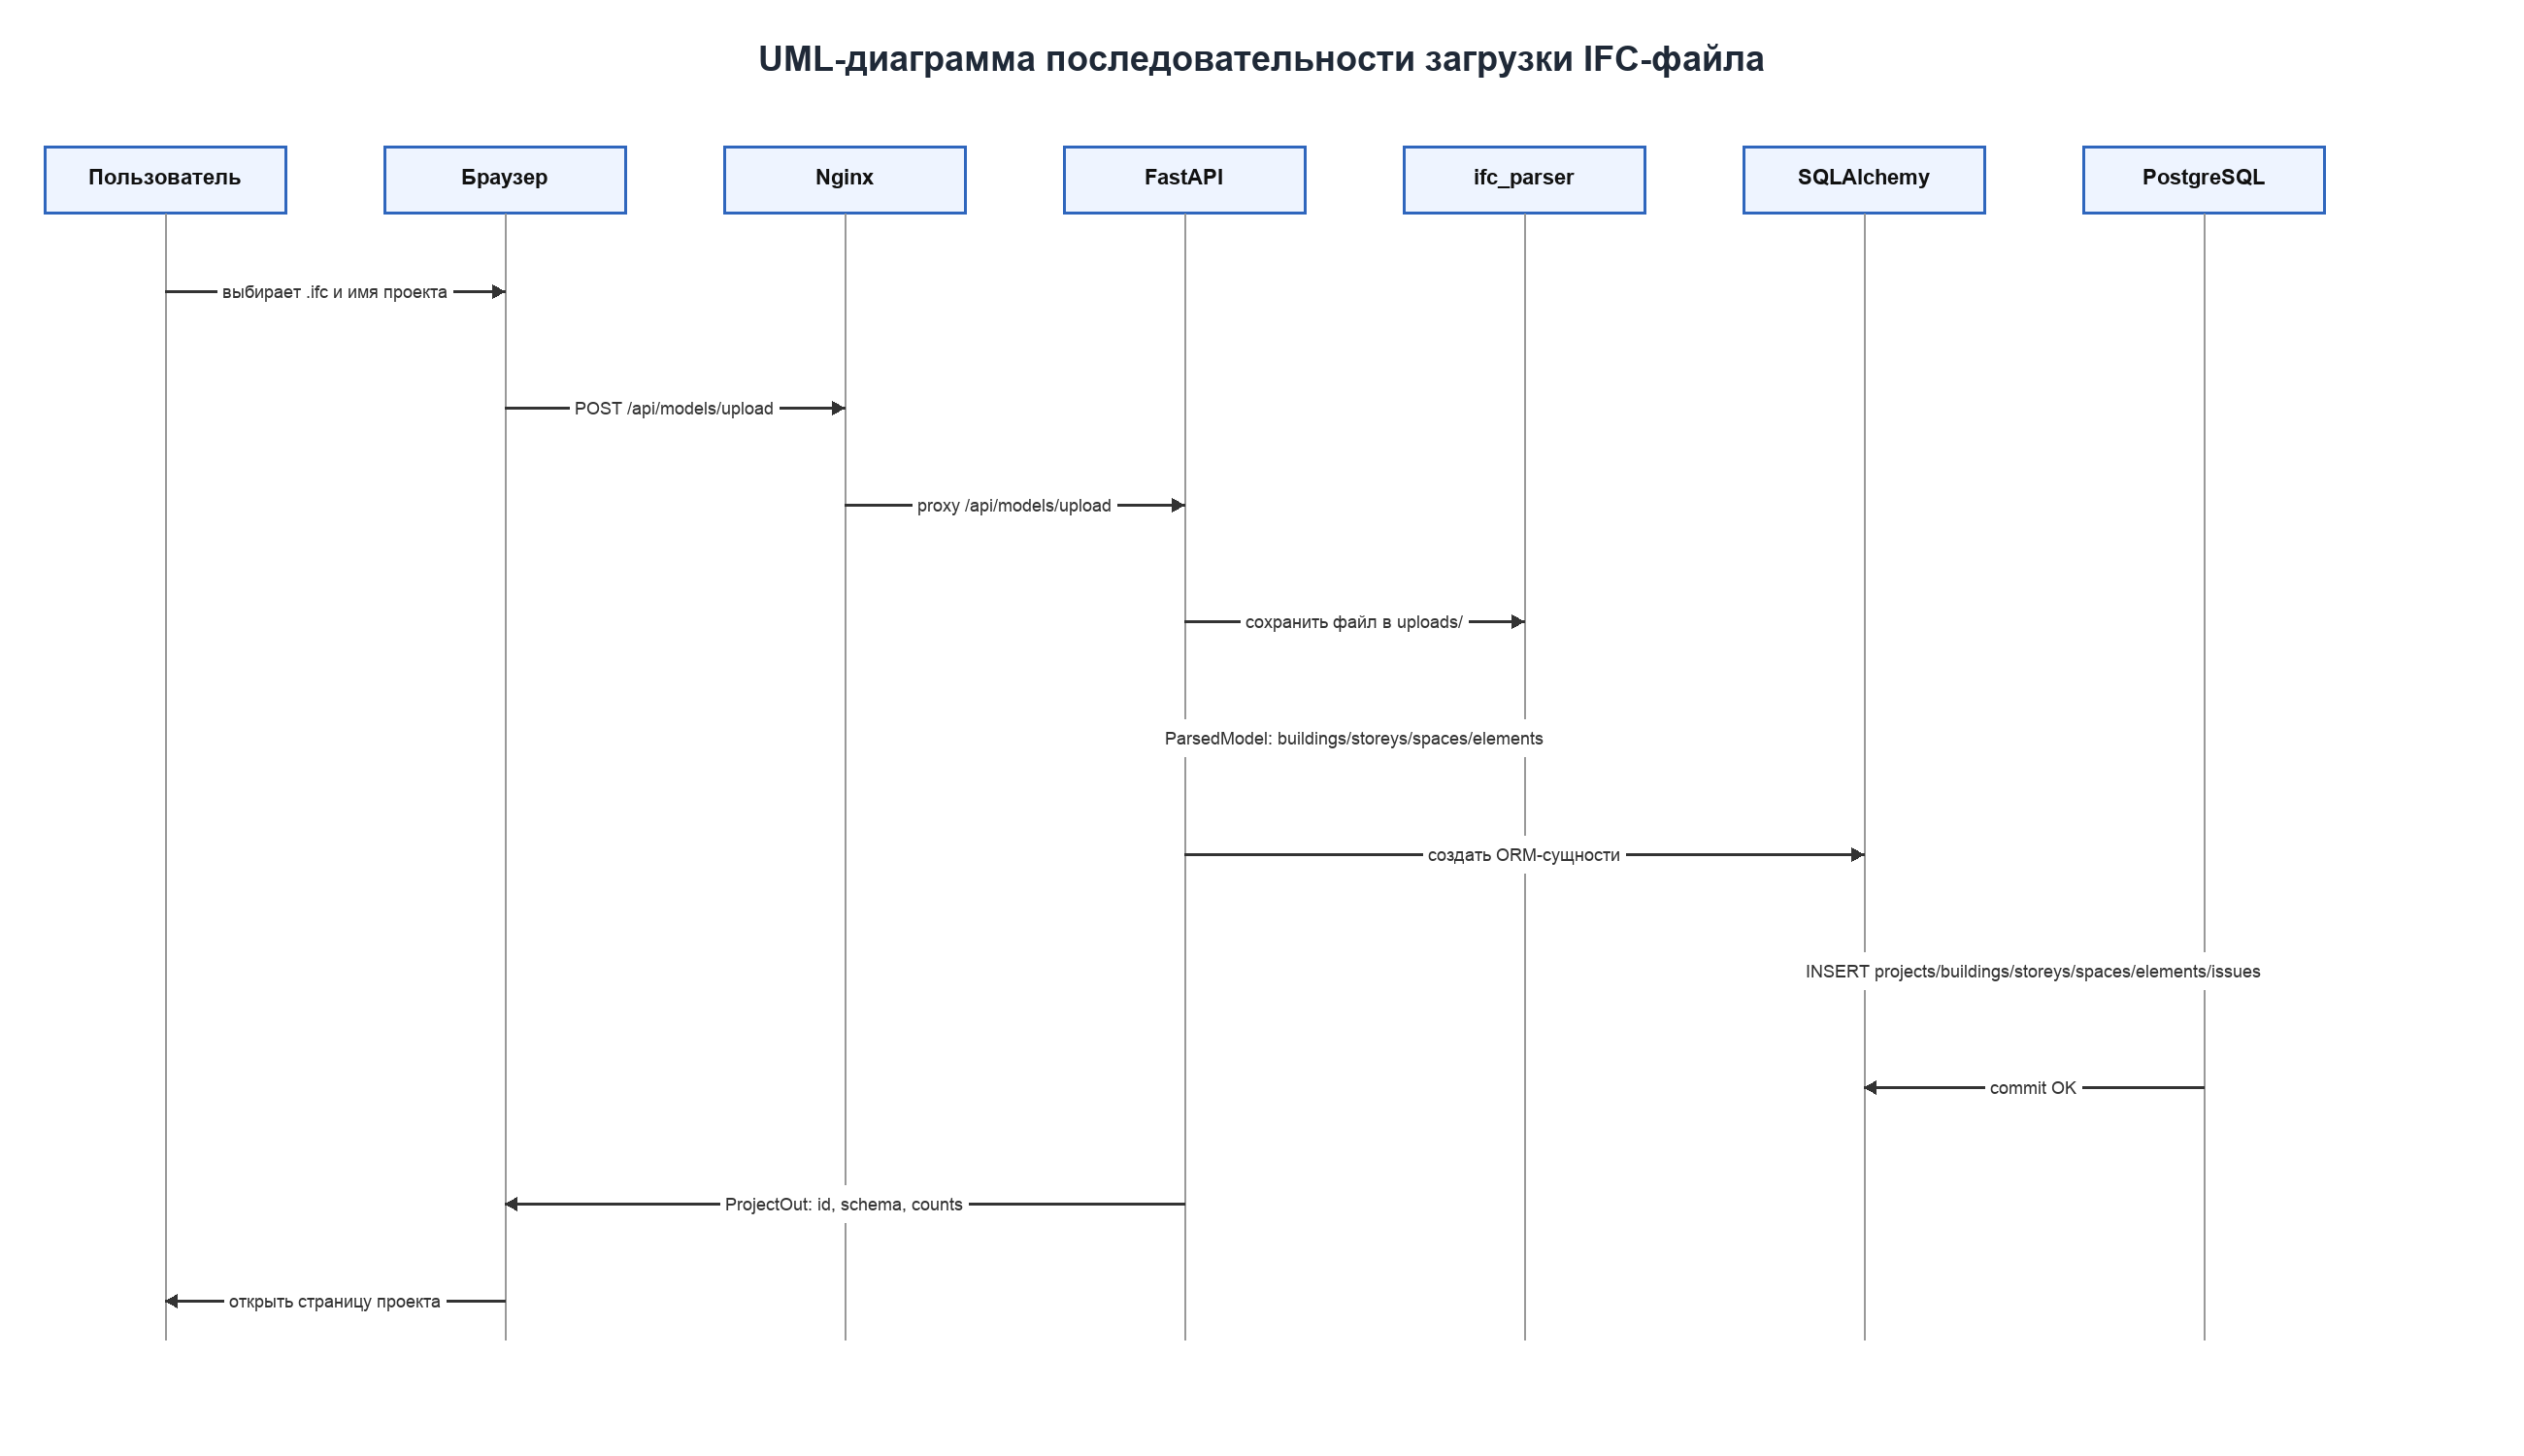 UML-диаграмма последовательности загрузки IFC-файла
Пользователь
Браузер
Nginx
FastAPI
ifc_parser
SQLAlchemy
PostgreSQL
выбирает .ifc и имя проекта
POST /api/models/upload
proxy /api/models/upload
сохранить файл в uploads/
ParsedModel: buildings/storeys/spaces/elements
создать ORM-сущности
INSERT projects/buildings/storeys/spaces/elements/issues
commit OK
ProjectOut: id, schema, counts
открыть страницу проекта